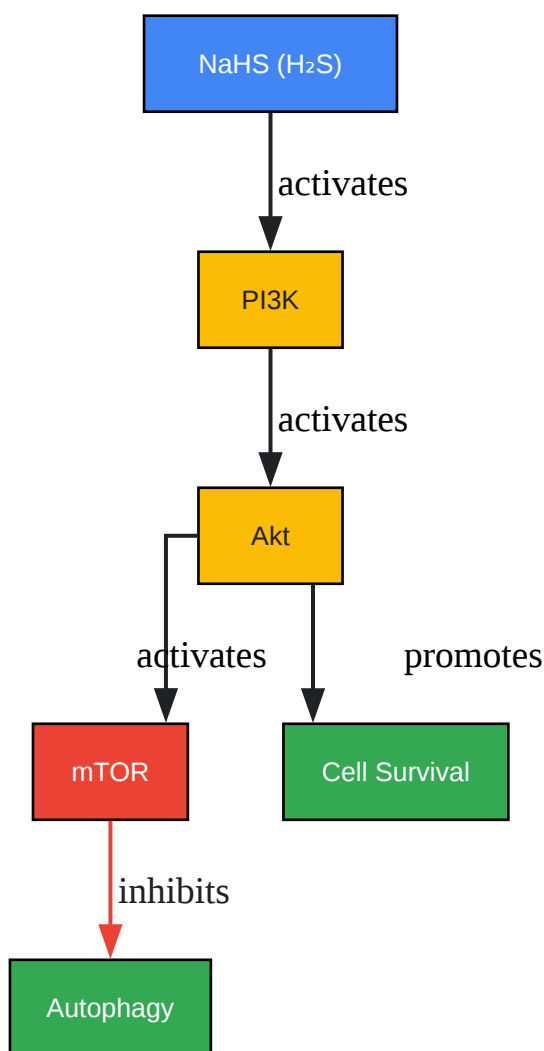 NaHS (H₂S)
activates
PI3K
activates
Akt
activates
promotes
mTOR
Cell Survival
inhibits
Autophagy